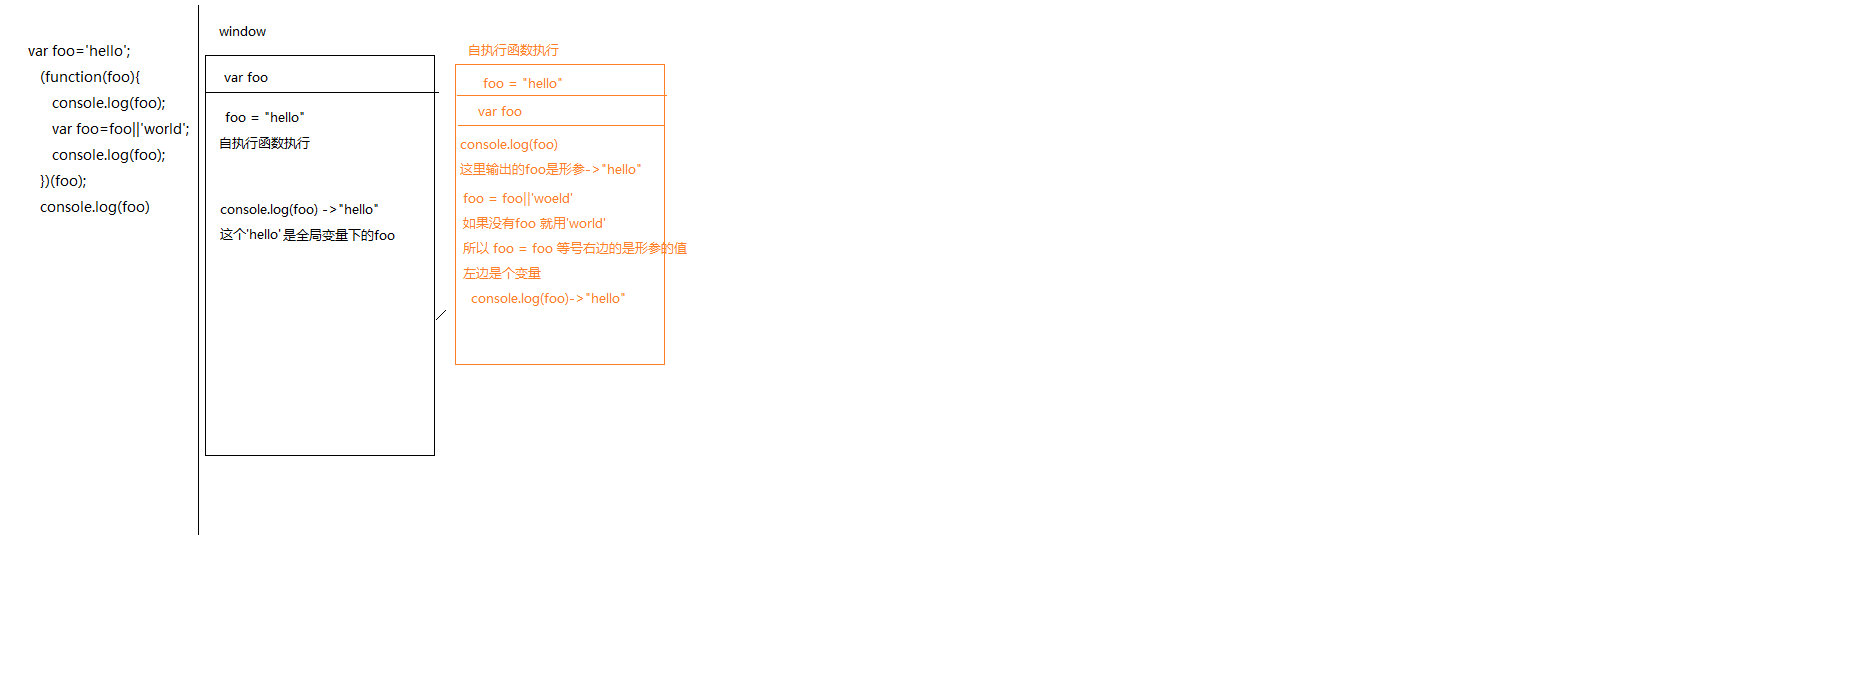 var foo='hello';
(function(foo){
console.log(foo);
var foo=foo||'world';
console.log(foo);
})(foo);
console.log(foo)
window
var foo
foo = "hello"
自执行函数执行
console.log(foo) ->"hello"
这个'hello' 是全局变量下的foo
自执行函数执行
foo = "hello"
var foo
console.log(foo)
这里输出的foo是形参->"hello"
foo = foo||'woeld'
如果没有foo 就用'world'
所以 foo = foo 等号右边的是形参的值
左边是个变量
console.log(foo)->"hello"